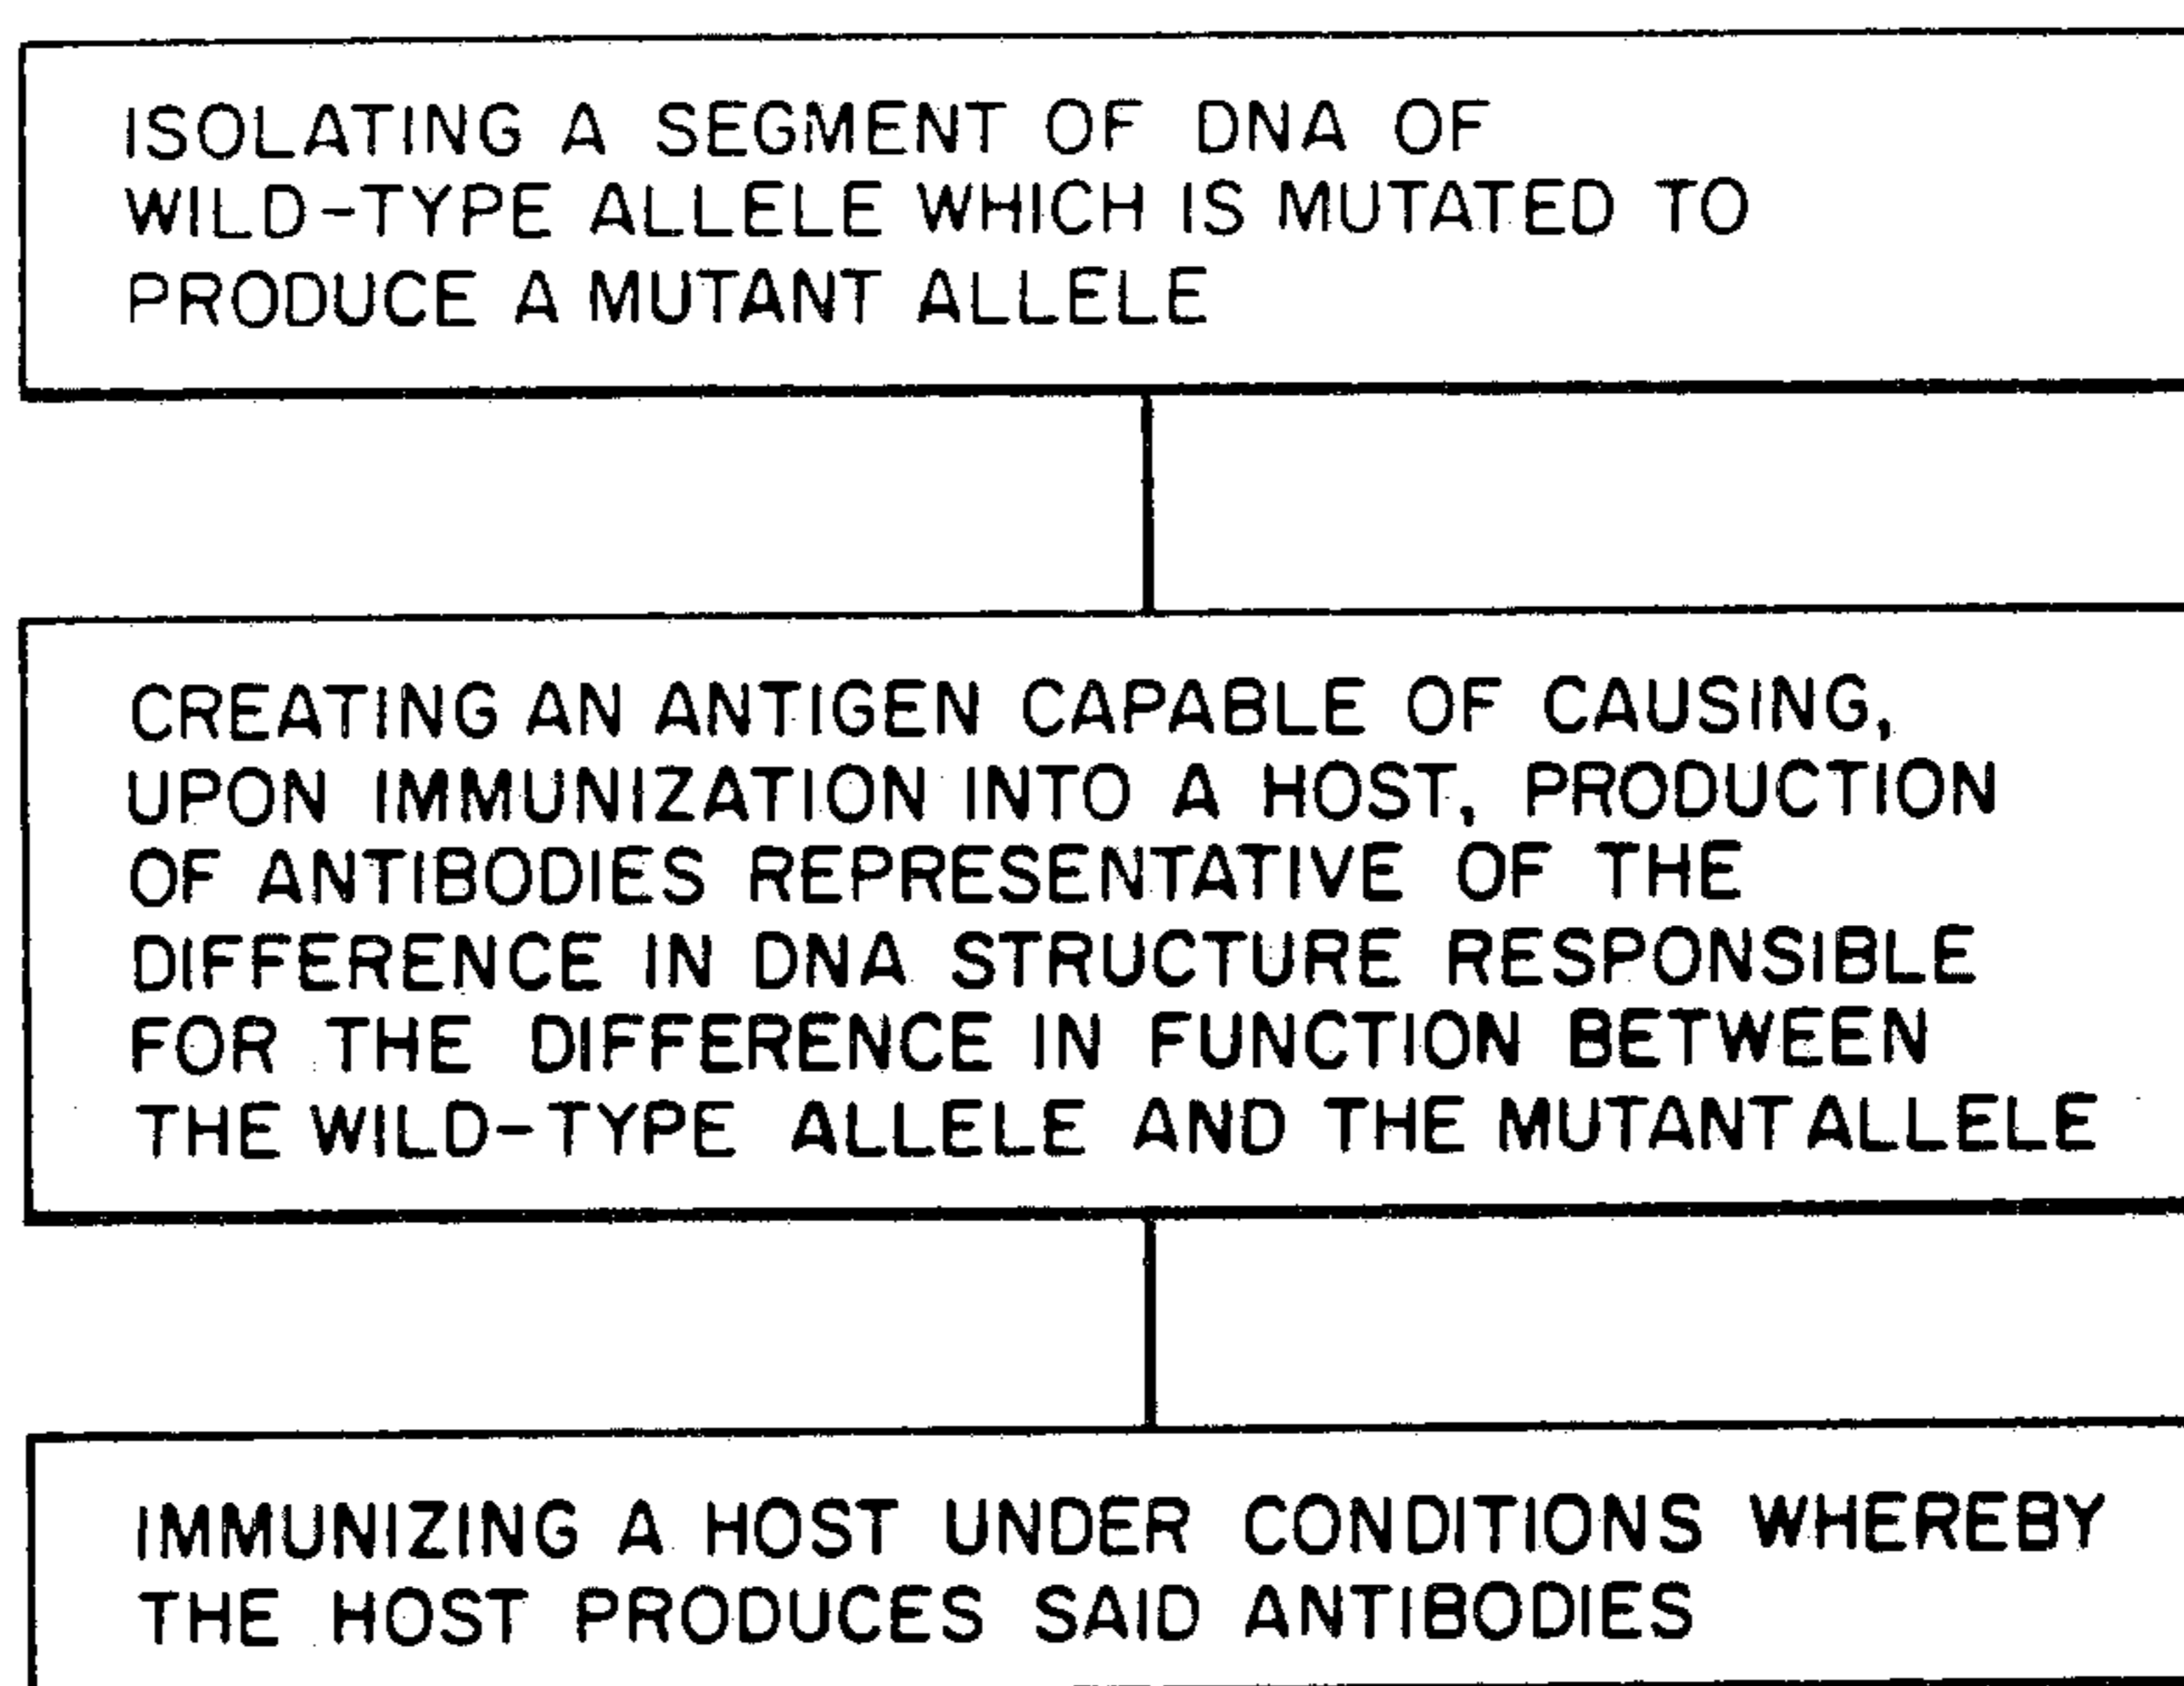 ISOLATING A SEGMENT OF DNA OF
WILD-TYPE ALLELE WHICH IS MUTATED TO
PRODUCE A MUTANT ALLELE
CREATING AN ANTIGEN CAPABLE OF CAUSING,
UPON IMMUNIZATION INTO A HOST, PRODUCTION
OF ANTIBODIES REPRESENTATIVE OF THE
DIFFERENCE IN DNA STRUCTURE RESPONSIBLE
FOR THE DIFFERENCE IN FUNCTION BETWEEN
THE WILD-TYPE ALLELE AND THE MUTANT ALLELE
IMMUNIZING A HOST UNDER CONDITIONS WHEREBY
THE HOST PRODUCES SAID ANTIBODIES